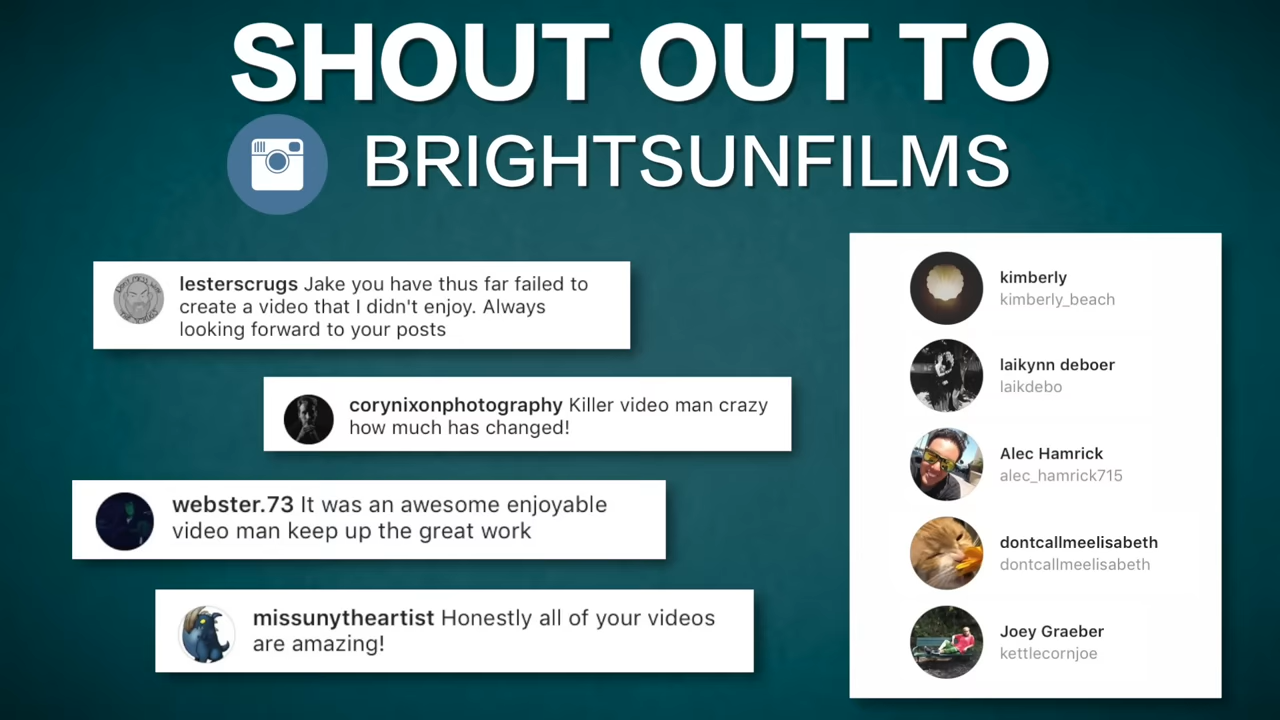 SHOUT OUT TO
BRIGHTSUNFILMS
lesterscrugs Jake you have thus far failed to
create a video that I didn't enjoy. Always
looking forward to your posts
corynixonphotography Killer video man crazy
how much has changed!
webster.73 It was an awesome enjoyable
video man keep up the great work
missunytheartist Honestly all of your videos
are amazing!
kimberly
kimberly_beach
laikynn deboer
laikdebo
Alec Hamrick
alec_hamrick715
dontcallmeelisabeth
dontcallmeelisabeth
Joey Graeber
kettlecornjoe